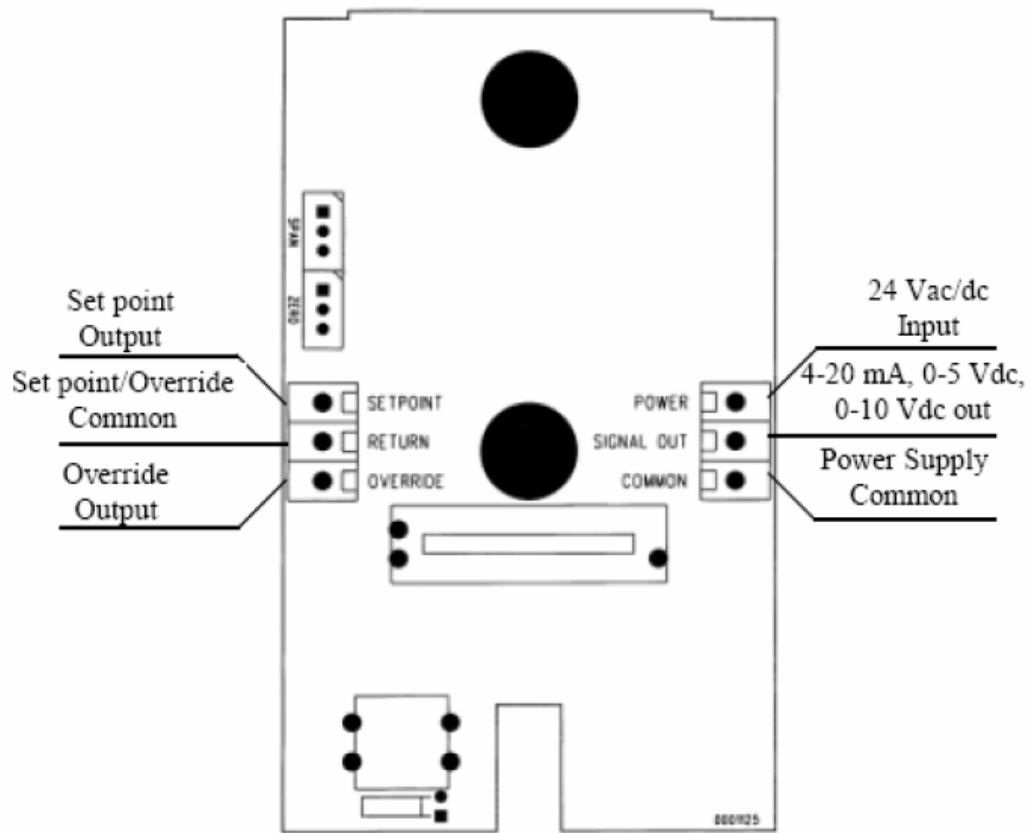 SPAN
ZERO
Set point
Output
Set point/Override
Common
Override
Output
SETPOINT
RETURN
OVERRIDE
POWER
SIGNAL OUT
COMMON
24 Vac/dc
Input
4-20 mA, 0-5 Vdc,
0-10 Vdc out
Power Supply
Common
0001125